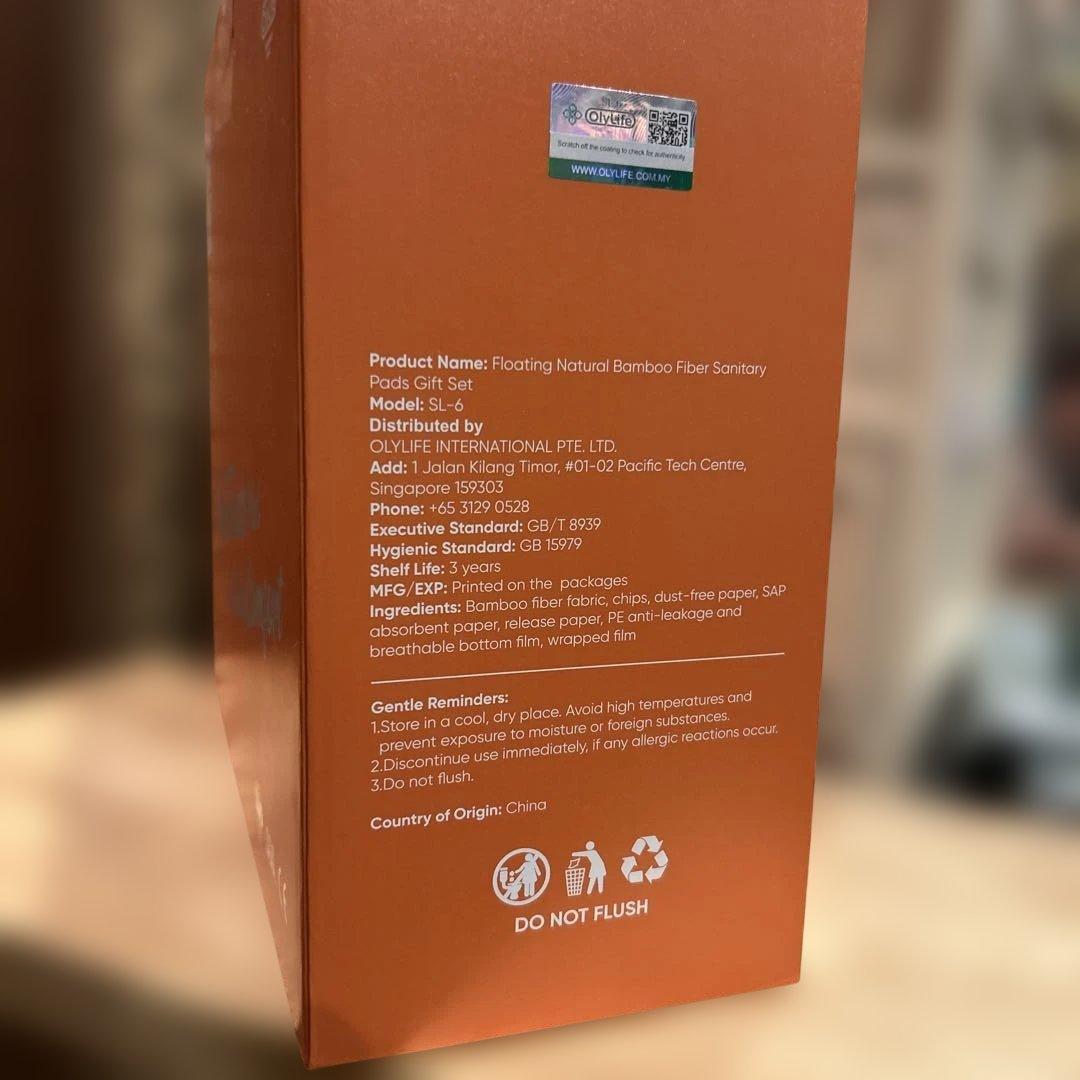 OlyLife
Scratch off the coating to check for authenticity
WWW.OLYLIFE.COM.MY
Product Name: Floating Natural Bamboo Fiber Sanitary
Pads Gift Set
Model: SL-6
Distributed by
OLYLIFE INTERNATIONAL PTE. LTD.
Add: 1 Jalan Kilang Timor, #01-02 Pacific Tech Centre,
Singapore 159303
Phone: +65 3129 0528
Executive Standard: GB/T 8939
Hygienic Standard: GB 15979
Shelf Life: 3 years
MFG/EXP: Printed on the packages
Ingredients: Bamboo fiber fabric, chips, dust-free paper, SAP
absorbent paper, release paper, PE anti-leakage and
breathable bottom film, wrapped film
Gentle Reminders:
1.Store in a cool, dry place. Avoid high temperatures and
prevent exposure to moisture or foreign substances.
2.Discontinue use immediately, if any allergic reactions occur.
3.Do not flush.
Country of Origin: China
DO NOT FLUSH